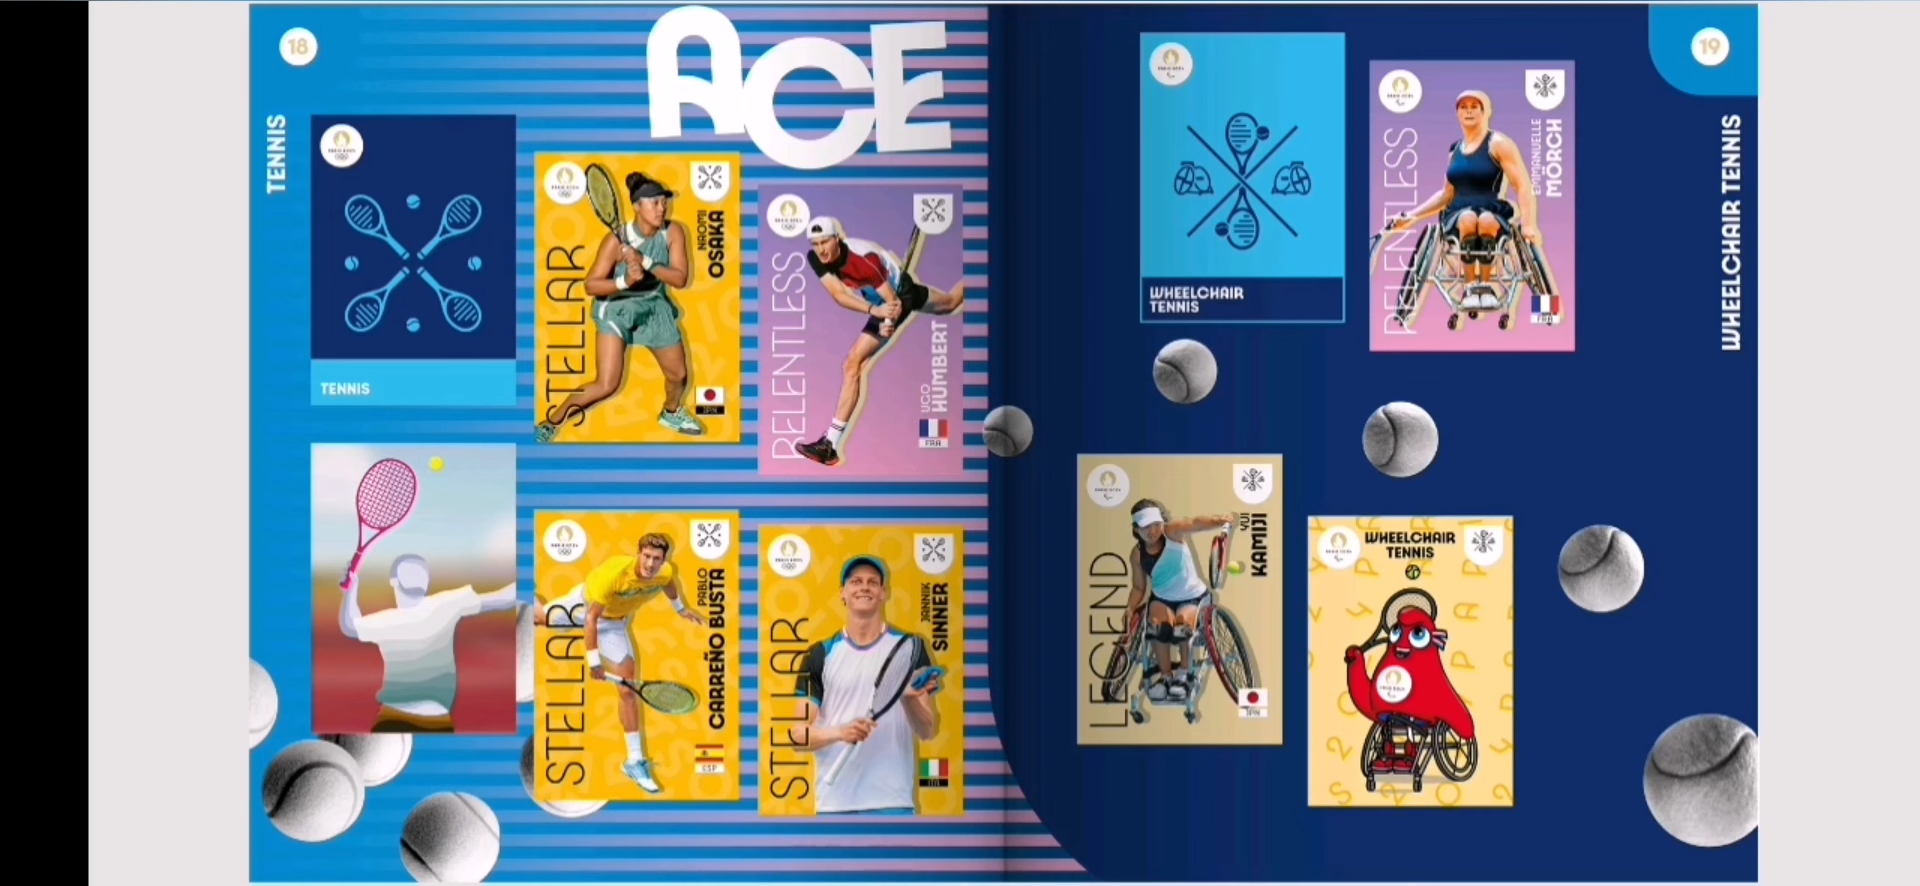 18
TENNIS
ACE
TENNIS
STELLAR
NAOMI
OSAKA
JPN
RELENTLESS
UGO
HUMBERT
FRA
STELLAR
PABLO
CARREÑO BUSTA
ESP
STELLAR
JANNIK
SINNER
ITA
19
WHEELCHAIR TENNIS
WHEELCHAIR
TENNIS
RELENTLESS
EMMANUELLE
MÖRCH
FRA
LEGEND
YUI
KAMIJI
JPN
WHEELCHAIR
TENNIS